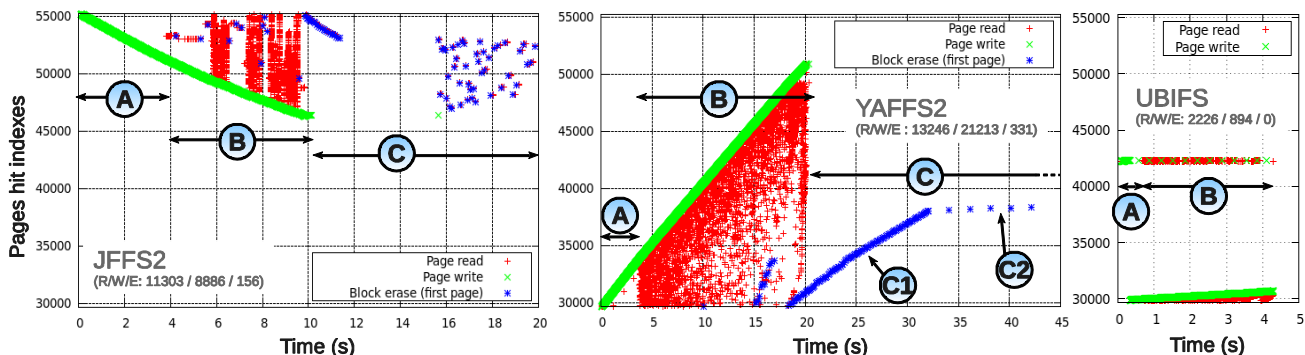 Pages hit indexes
55000
50000
45000
40000
35000
30000
A
B
C
JFFS2
(R/W/E: 11303 / 8886 / 156)
Page read
Page write
Block erase (first page)
0 2 4 6 8 10 12 14 16 18 20
Time (s)
55000
50000
45000
40000
35000
30000
Page read
Page write
Block erase (first page)
YAFFS2
(R/W/E : 13246 / 21213 / 331)
B
C
A
C1
C2
0 5 10 15 20 25 30 35 40 45
Time (s)
55000
50000
45000
40000
35000
30000
Page read
Page write
UBIFS
(R/W/E: 2226 / 894 / 0)
A
B
0 1 2 3 4 5
Time (s)